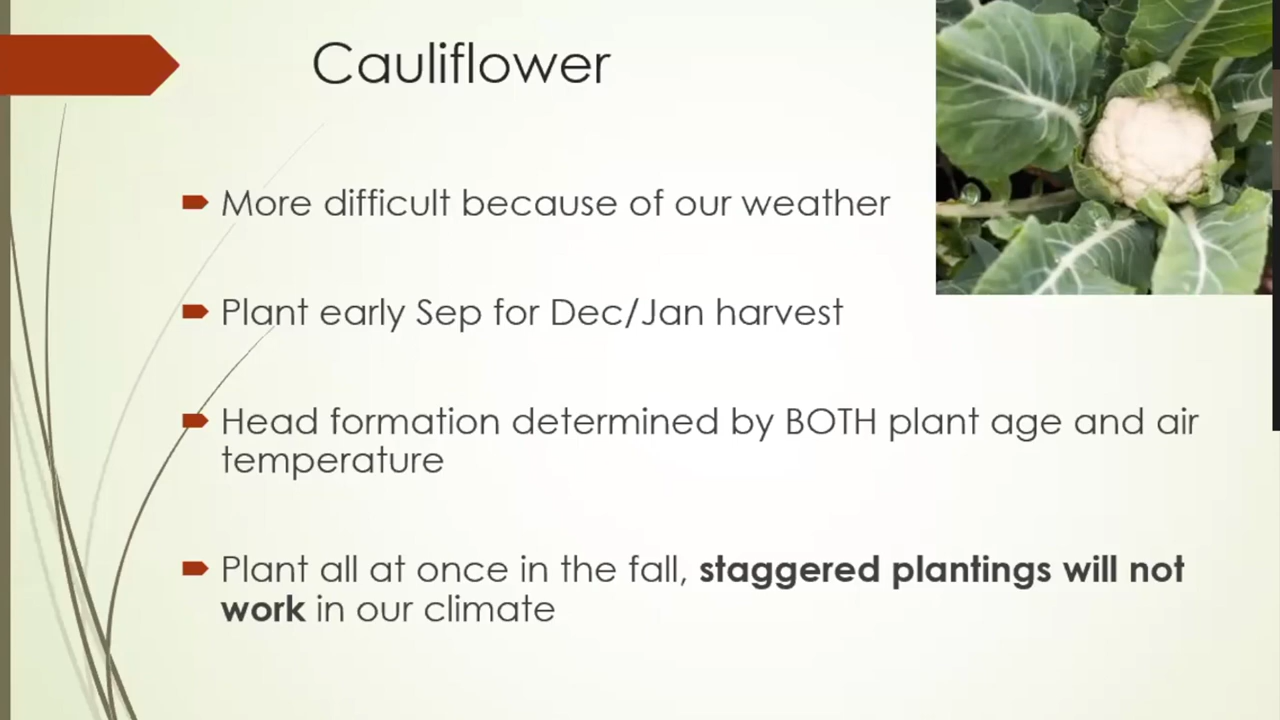 Cauliflower
More difficult because of our weather
Plant early Sep for Dec/Jan harvest
Head formation determined by BOTH plant age and air
temperature
Plant all at once in the fall, staggered plantings will not
work in our climate